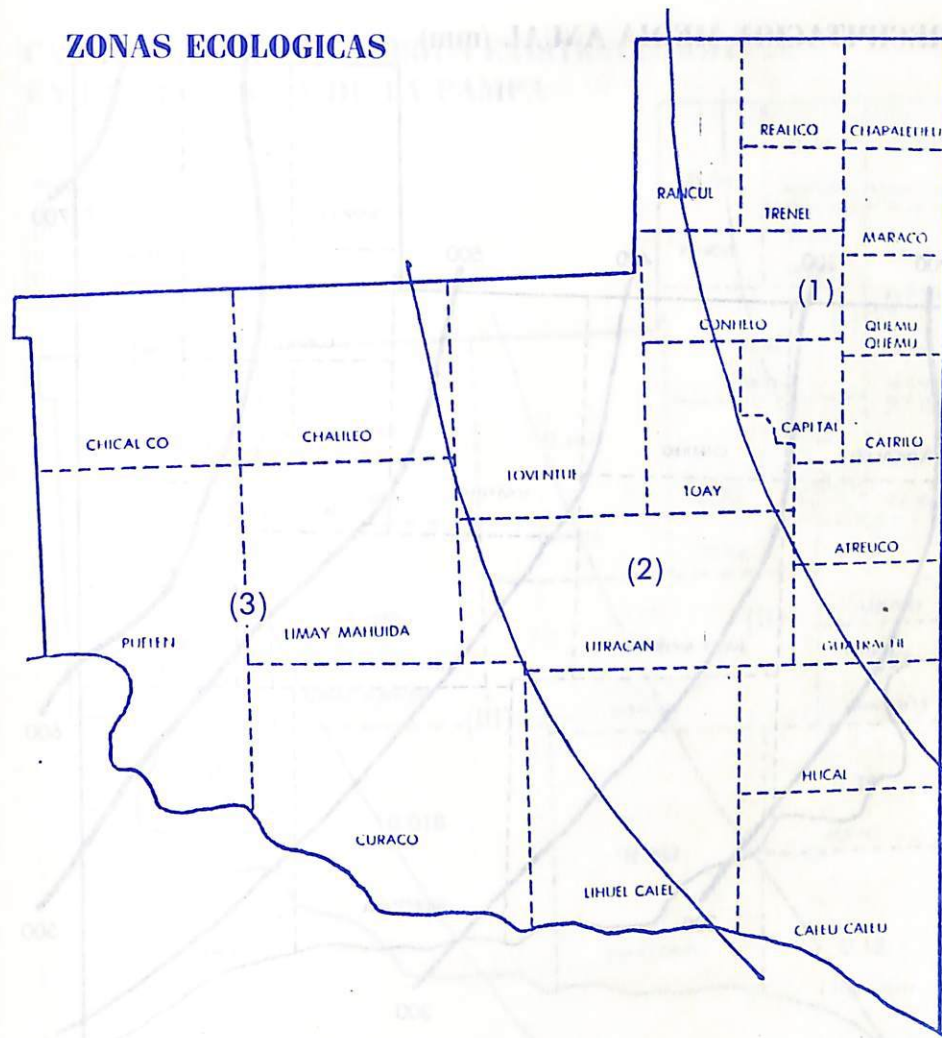 ZONAS ECOLOGICAS
REALICO
CHAPALEUFU
RANCUL
TRENEL
MARACO
(1)
CONHELO
QUEMU
QUEMU
CAPITAL
CATRILO
CHICAL CO
CHALILEO
LOVENTUE
TOAY
ATREUCO
(2)
(3)
PUELEN
LIMAY MAHUIDA
UTRACAN
GUATRACHE
HUCAL
CURACO
LIHUEL CALEL
CALEU CALEU